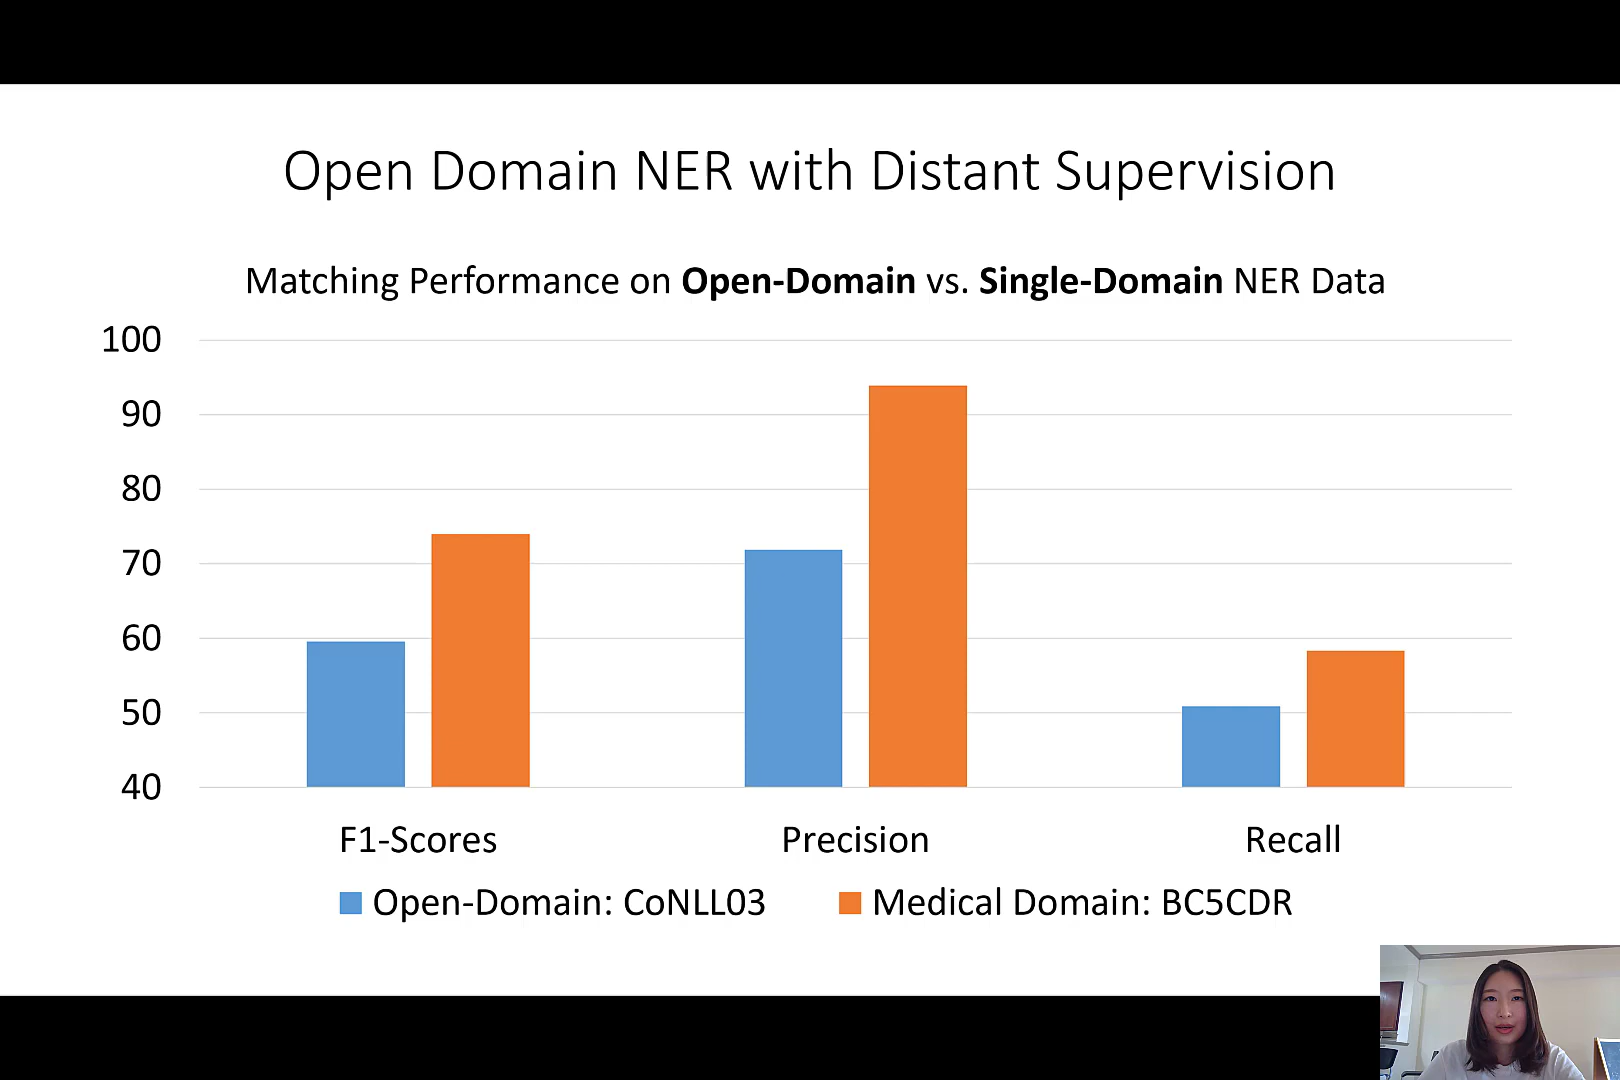 Open Domain NER with Distant Supervision
Matching Performance on Open-Domain vs. Single-Domain NER Data
100
90
80
70
60
50
40
F1-Scores Precision Recall
Open-Domain: CoNLL03 Medical Domain: BC5CDR